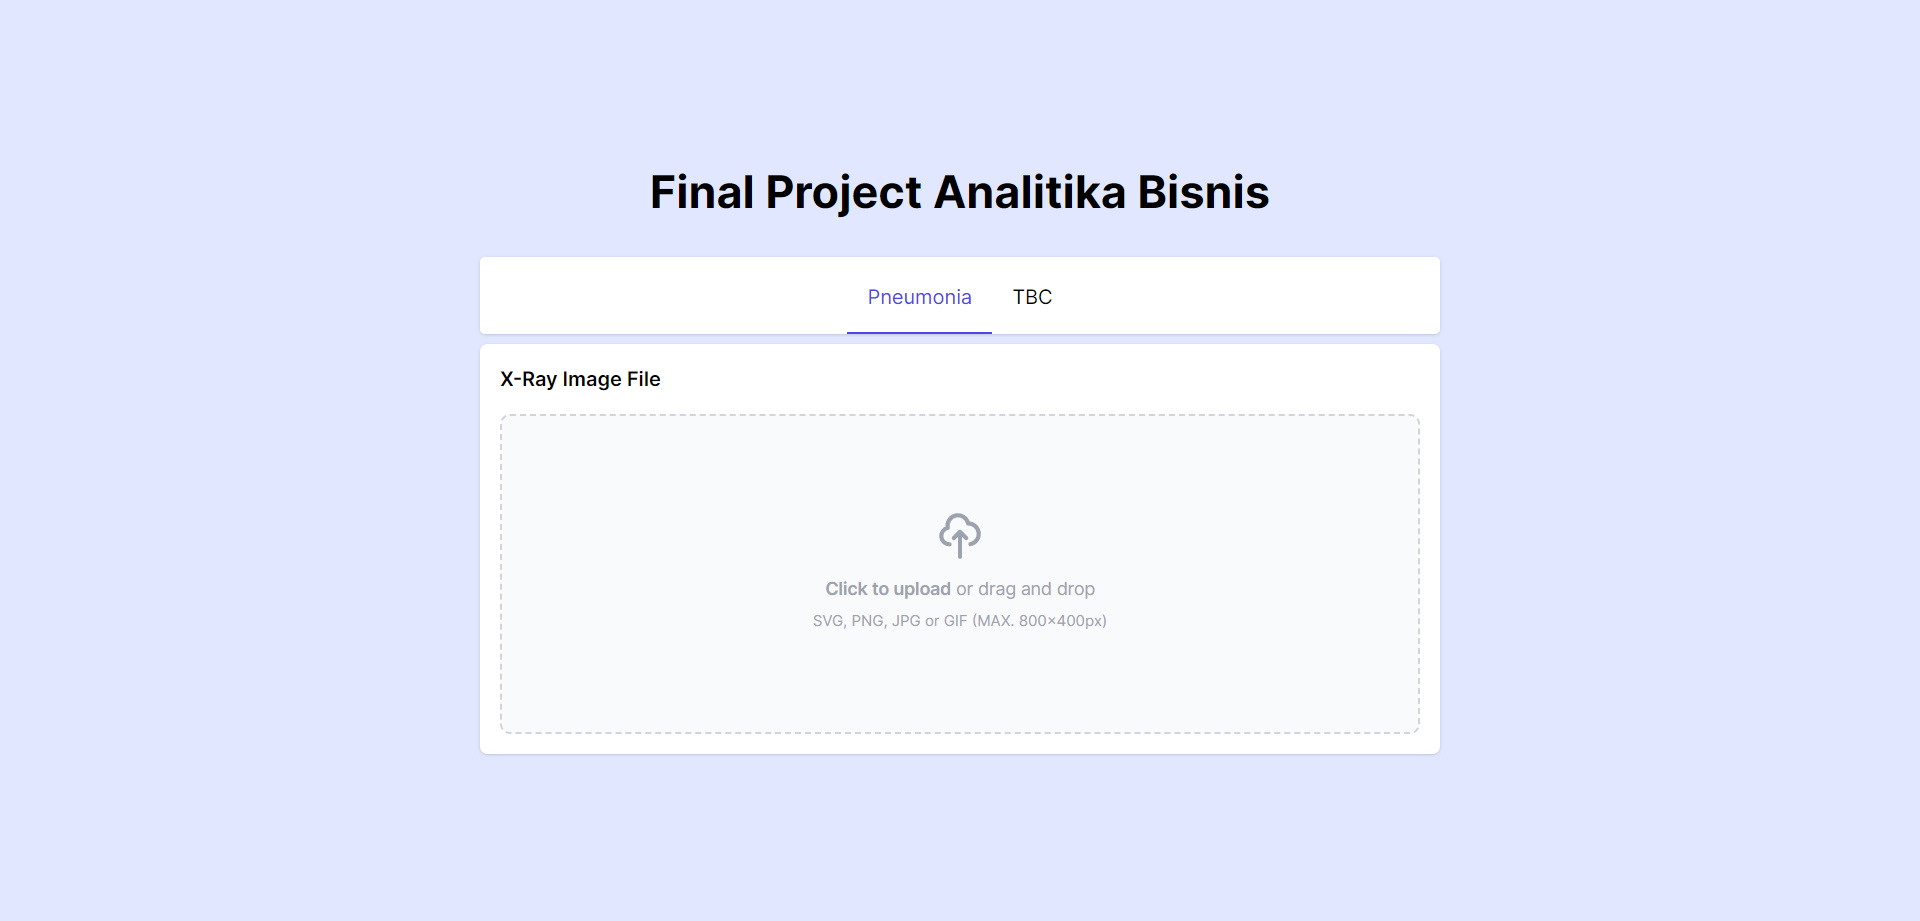 Final Project Analitika Bisnis
Pneumonia TBC
X-Ray Image File
Click to upload or drag and drop
SVG, PNG, JPG or GIF (MAX. 800×400px)